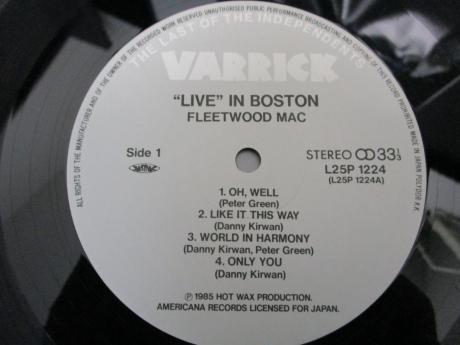 ALL RIGHTS OF THE MANUFACTURER AND OF THE OWNER OF THE RECORDED WORK RESERVED UNAUTHORISED PUBLIC PERFORMANCE BROADCASTING AND COPYING OF THIS RECORD PROHIBITED MADE IN JAPAN POLYDOR K.K.
THE LAST OF THE INDEPENDENTS
VARRICK
"LIVE" IN BOSTON
FLEETWOOD MAC
Side 1
STEREO 33 1/3
L25P 1224
(L25P 1224A)
1. OH, WELL
(Peter Green)
2. LIKE IT THIS WAY
(Danny Kirwan)
3. WORLD IN HARMONY
(Danny Kirwan, Peter Green)
4. ONLY YOU
(Danny Kirwan)
Ⓟ 1985 HOT WAX PRODUCTION.
AMERICANA RECORDS LICENSED FOR JAPAN.